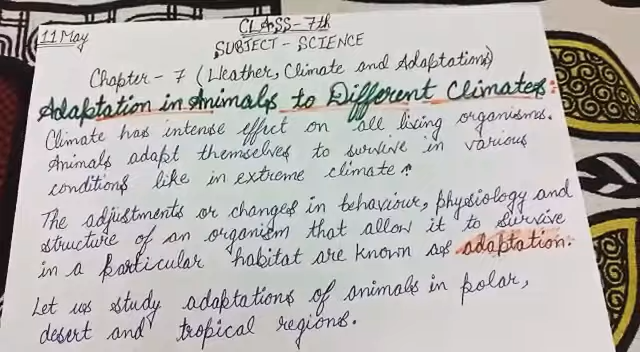 11 May
CLASS-7th
SUBJECT - SCIENCE
Chapter - 7 (Weather, Climate and Adaptations)
Adaptation in Animals to Different Climates:
Climate has intense effect on all living organisms.
Animals adapt themselves to survive in various
conditions like in extreme climate.
The adjustments or changes in behaviour, physiology and
structure of an organism that allow it to survive
in a particular habitat are known as adaptation.
Let us study adaptations of animals in polar,
desert and tropical regions.